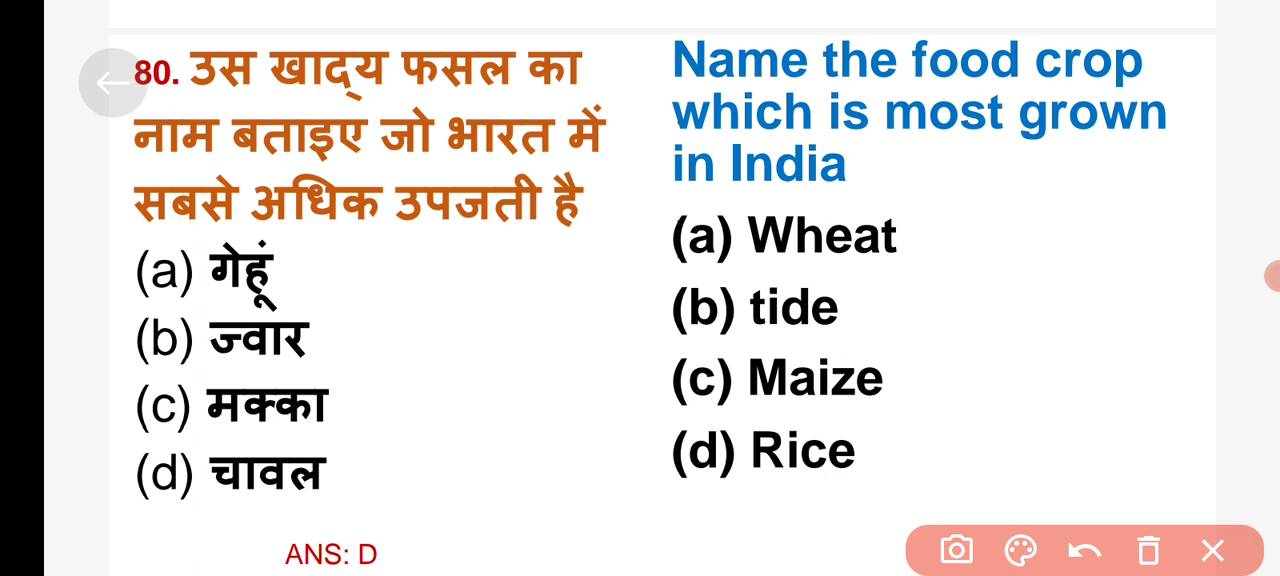 80. उस खाद्य फसल का
नाम बताइए जो भारत में
सबसे अधिक उपजती है
(a) गेहूं
(b) ज्वार
(c) मक्का
(d) चावल
ANS: D
Name the food crop
which is most grown
in India
(a) Wheat
(b) tide
(c) Maize
(d) Rice